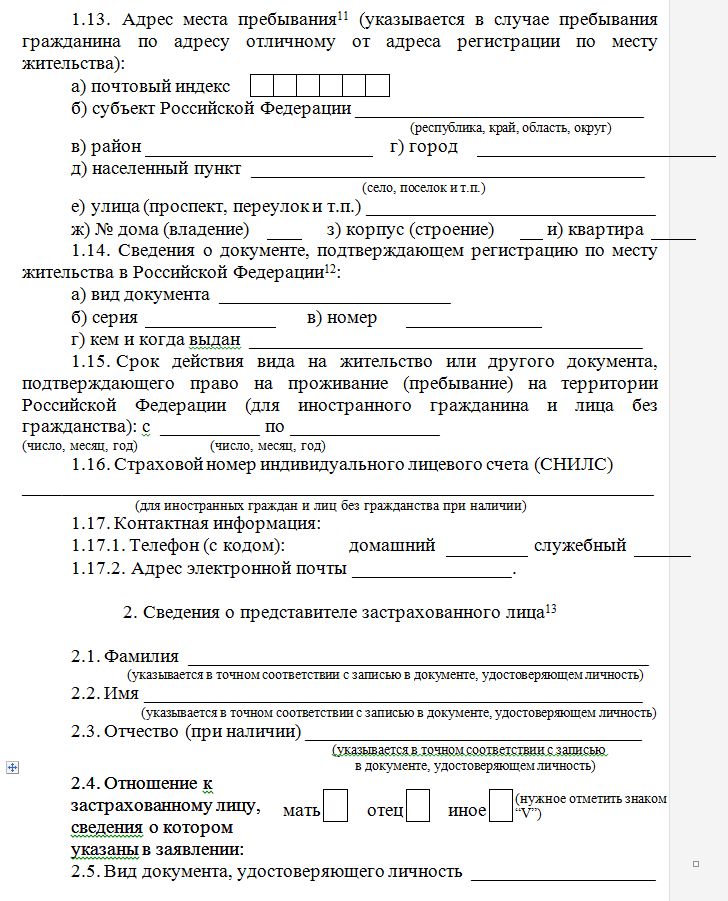 1.13. Адрес места пребывания11 (указывается в случае пребывания
гражданина по адресу отличному от адреса регистрации по месту
жительства):
а) почтовый индекс
б) субъект Российской Федерации ____________________
(республика, край, область, округ)
в) район ____________________ г) город ____________________
д) населенный пункт ____________________
(село, поселок и т.п.)
е) улица (проспект, переулок и т.п.) ____________________
ж) № дома (владение) ____ з) корпус (строение) ___ и) квартира _____
1.14. Сведения о документе, подтверждающем регистрацию по месту
жительства в Российской Федерации12:
а) вид документа ____________________
б) серия ______________ в) номер ______________
г) кем и когда выдан ____________________
1.15. Срок действия вида на жительство или другого документа,
подтверждающего право на проживание (пребывание) на территории
Российской Федерации (для иностранного гражданина и лица без
гражданства): с ___________ по ________________
(число, месяц, год) (число, месяц, год)
1.16. Страховой номер индивидуального лицевого счета (СНИЛС)
____________________
(для иностранных граждан и лиц без гражданства при наличии)
1.17. Контактная информация:
1.17.1. Телефон (с кодом): домашний _________ служебный ______
1.17.2. Адрес электронной почты _________________.
2. Сведения о представителе застрахованного лица13
2.1. Фамилия ____________________
(указывается в точном соответствии с записью в документе, удостоверяющем личность)
2.2. Имя ____________________
(указывается в точном соответствии с записью в документе, удостоверяющем личность)
2.3. Отчество (при наличии) ____________________
(указывается в точном соответствии с записью
в документе, удостоверяющем личность)
2.4. Отношение к
застрахованному лицу,
сведения о котором
указаны в заявлении:
мать отец иное (нужное отметить знаком
“V”)
2.5. Вид документа, удостоверяющего личность ____________________